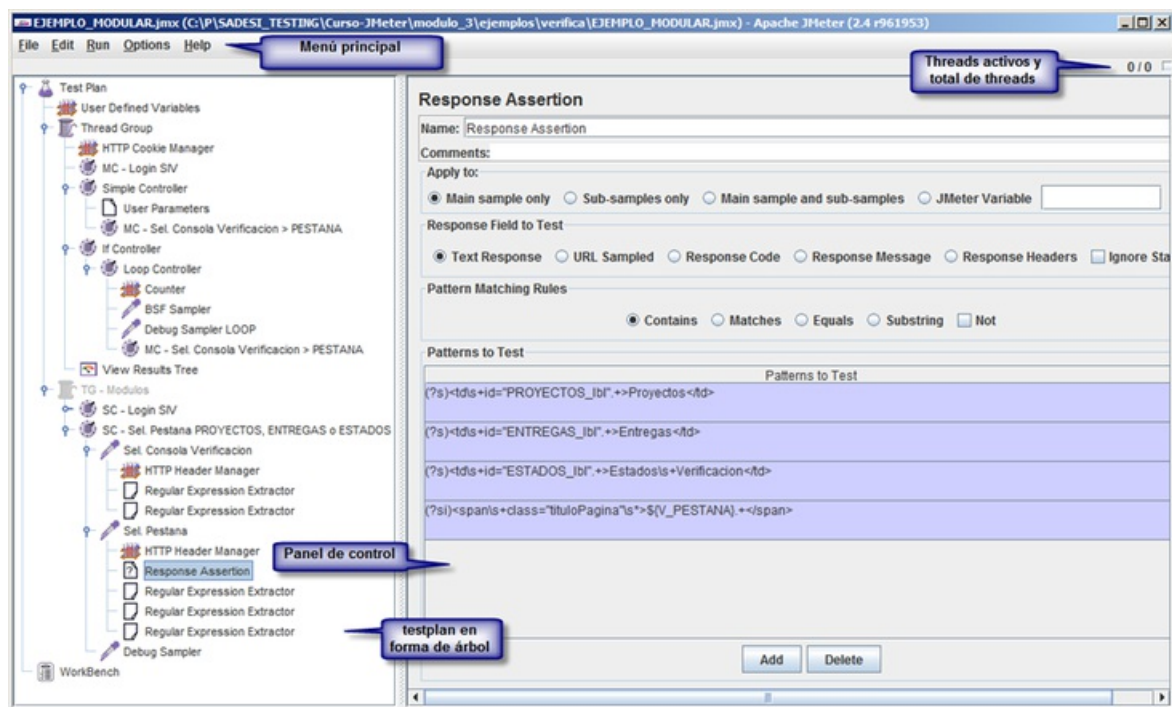 EJEMPLO_MODULAR.jmx (C:\P\SADESI_TESTING\Curso-JMeter\modulo_3\ejemplos\verifica\EJEMPLO_MODULAR.jmx) - Apache JMeter (2.4 r961953)
File Edit Run Options Help
Menú principal
Threads activos y
total de threads
0 / 0
Test Plan
User Defined Variables
Thread Group
HTTP Cookie Manager
MC - Login SIV
Simple Controller
User Parameters
MC - Sel. Consola Verificacion > PESTANA
If Controller
Loop Controller
Counter
BSF Sampler
Debug Sampler LOOP
MC - Sel. Consola Verificacion > PESTANA
View Results Tree
TG - Modulos
SC - Login SIV
SC - Sel. Pestana PROYECTOS, ENTREGAS o ESTADOS
Sel. Consola Verificacion
HTTP Header Manager
Regular Expression Extractor
Regular Expression Extractor
Sel. Pestana
HTTP Header Manager
Response Assertion
Regular Expression Extractor
Regular Expression Extractor
Regular Expression Extractor
Debug Sampler
WorkBench
Panel de control
testplan en
forma de árbol
Response Assertion
Name: Response Assertion
Comments:
Apply to:
Main sample only Sub-samples only Main sample and sub-samples JMeter Variable
Response Field to Test
Text Response URL Sampled Response Code Response Message Response Headers Ignore Sta
Pattern Matching Rules
Contains Matches Equals Substring Not
Patterns to Test
Patterns to Test
(?s)<td\s+id="PROYECTOS_lbl".+>Proyectos</td>
(?s)<td\s+id="ENTREGAS_lbl".+>Entregas</td>
(?s)<td\s+id="ESTADOS_lbl".+>Estados\s+Verificacion</td>
(?si)<span\s+class="tituloPagina"\s*>${V_PESTANA}.+</span>
Add Delete